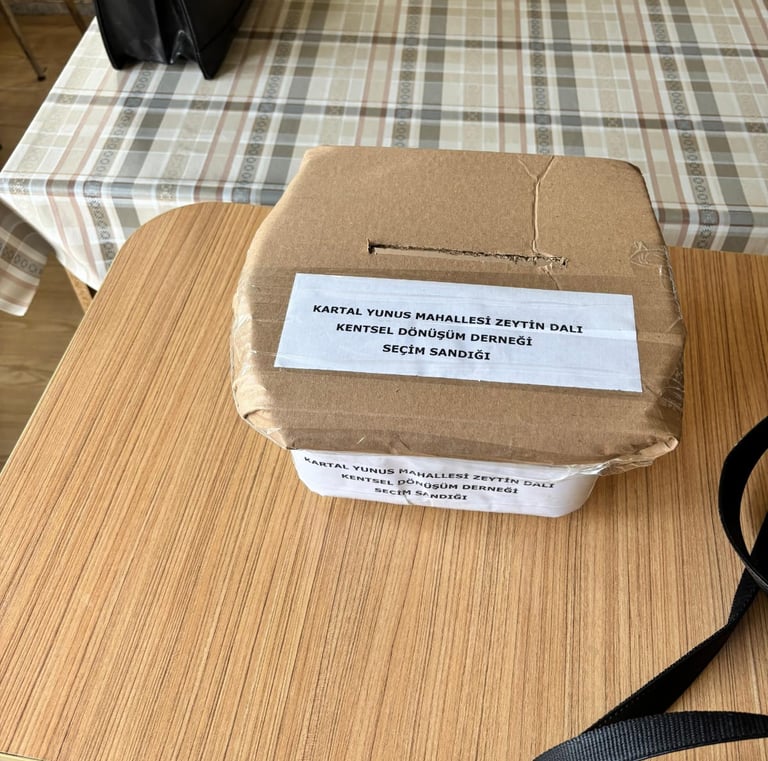 KARTAL YUNUS MAHALLESİ ZEYTİN DALI
KENTSEL DÖNÜŞÜM DERNEĞİ
SEÇİM SANDIĞI
KARTAL YUNUS MAHALLESİ ZEYTİN DALI
KENTSEL DÖNÜŞÜM DERNEĞİ
SEÇİM SANDIĞI